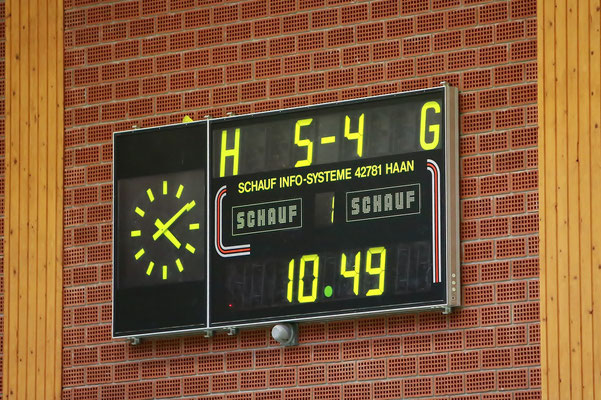 H 5-4 G
SCHAUF INFO-SYSTEME 42781 HAAN
SCHAUF 1 SCHAUF
10.49